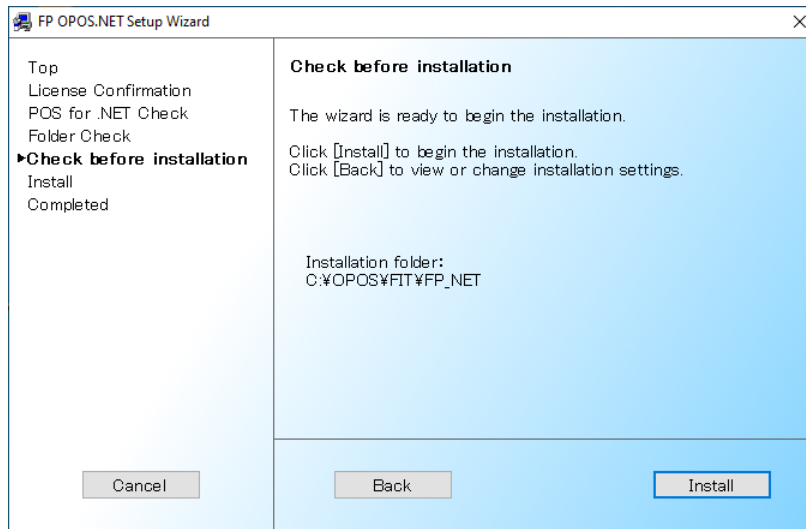 FP OPOS.NET Setup Wizard
Top
License Confirmation
POS for .NET Check
Folder Check
▶Check before installation
Install
Completed
Check before installation
The wizard is ready to begin the installation.
Click [Install] to begin the installation.
Click [Back] to view or change installation settings.
Installation folder:
C:¥OPOS¥FIT¥FP_NET
Cancel
Back
Install